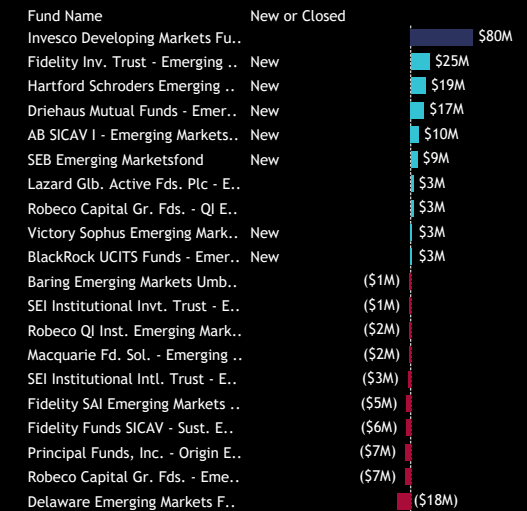 Fund Name New or Closed
Invesco Developing Markets Fu.. $80M
Fidelity Inv. Trust - Emerging .. New $25M
Hartford Schroders Emerging .. New $19M
Driehaus Mutual Funds - Emer.. New $17M
AB SICAV I - Emerging Markets.. New $10M
SEB Emerging Marketsfond New $9M
Lazard Glb. Active Fds. Plc - E.. $3M
Robeco Capital Gr. Fds. - QI E.. $3M
Victory Sophus Emerging Mark.. New $3M
BlackRock UCITS Funds - Emer.. New $3M
Baring Emerging Markets Umb.. ($1M)
SEI Institutional Invt. Trust - E.. ($1M)
Robeco QI Inst. Emerging Mark.. ($2M)
Macquarie Fd. Sol. - Emerging .. ($2M)
SEI Institutional Intl. Trust - E.. ($3M)
Fidelity SAI Emerging Markets .. ($5M)
Fidelity Funds SICAV - Sust. E.. ($6M)
Principal Funds, Inc. - Origin E.. ($7M)
Robeco Capital Gr. Fds. - Eme.. ($7M)
Delaware Emerging Markets F.. ($18M)